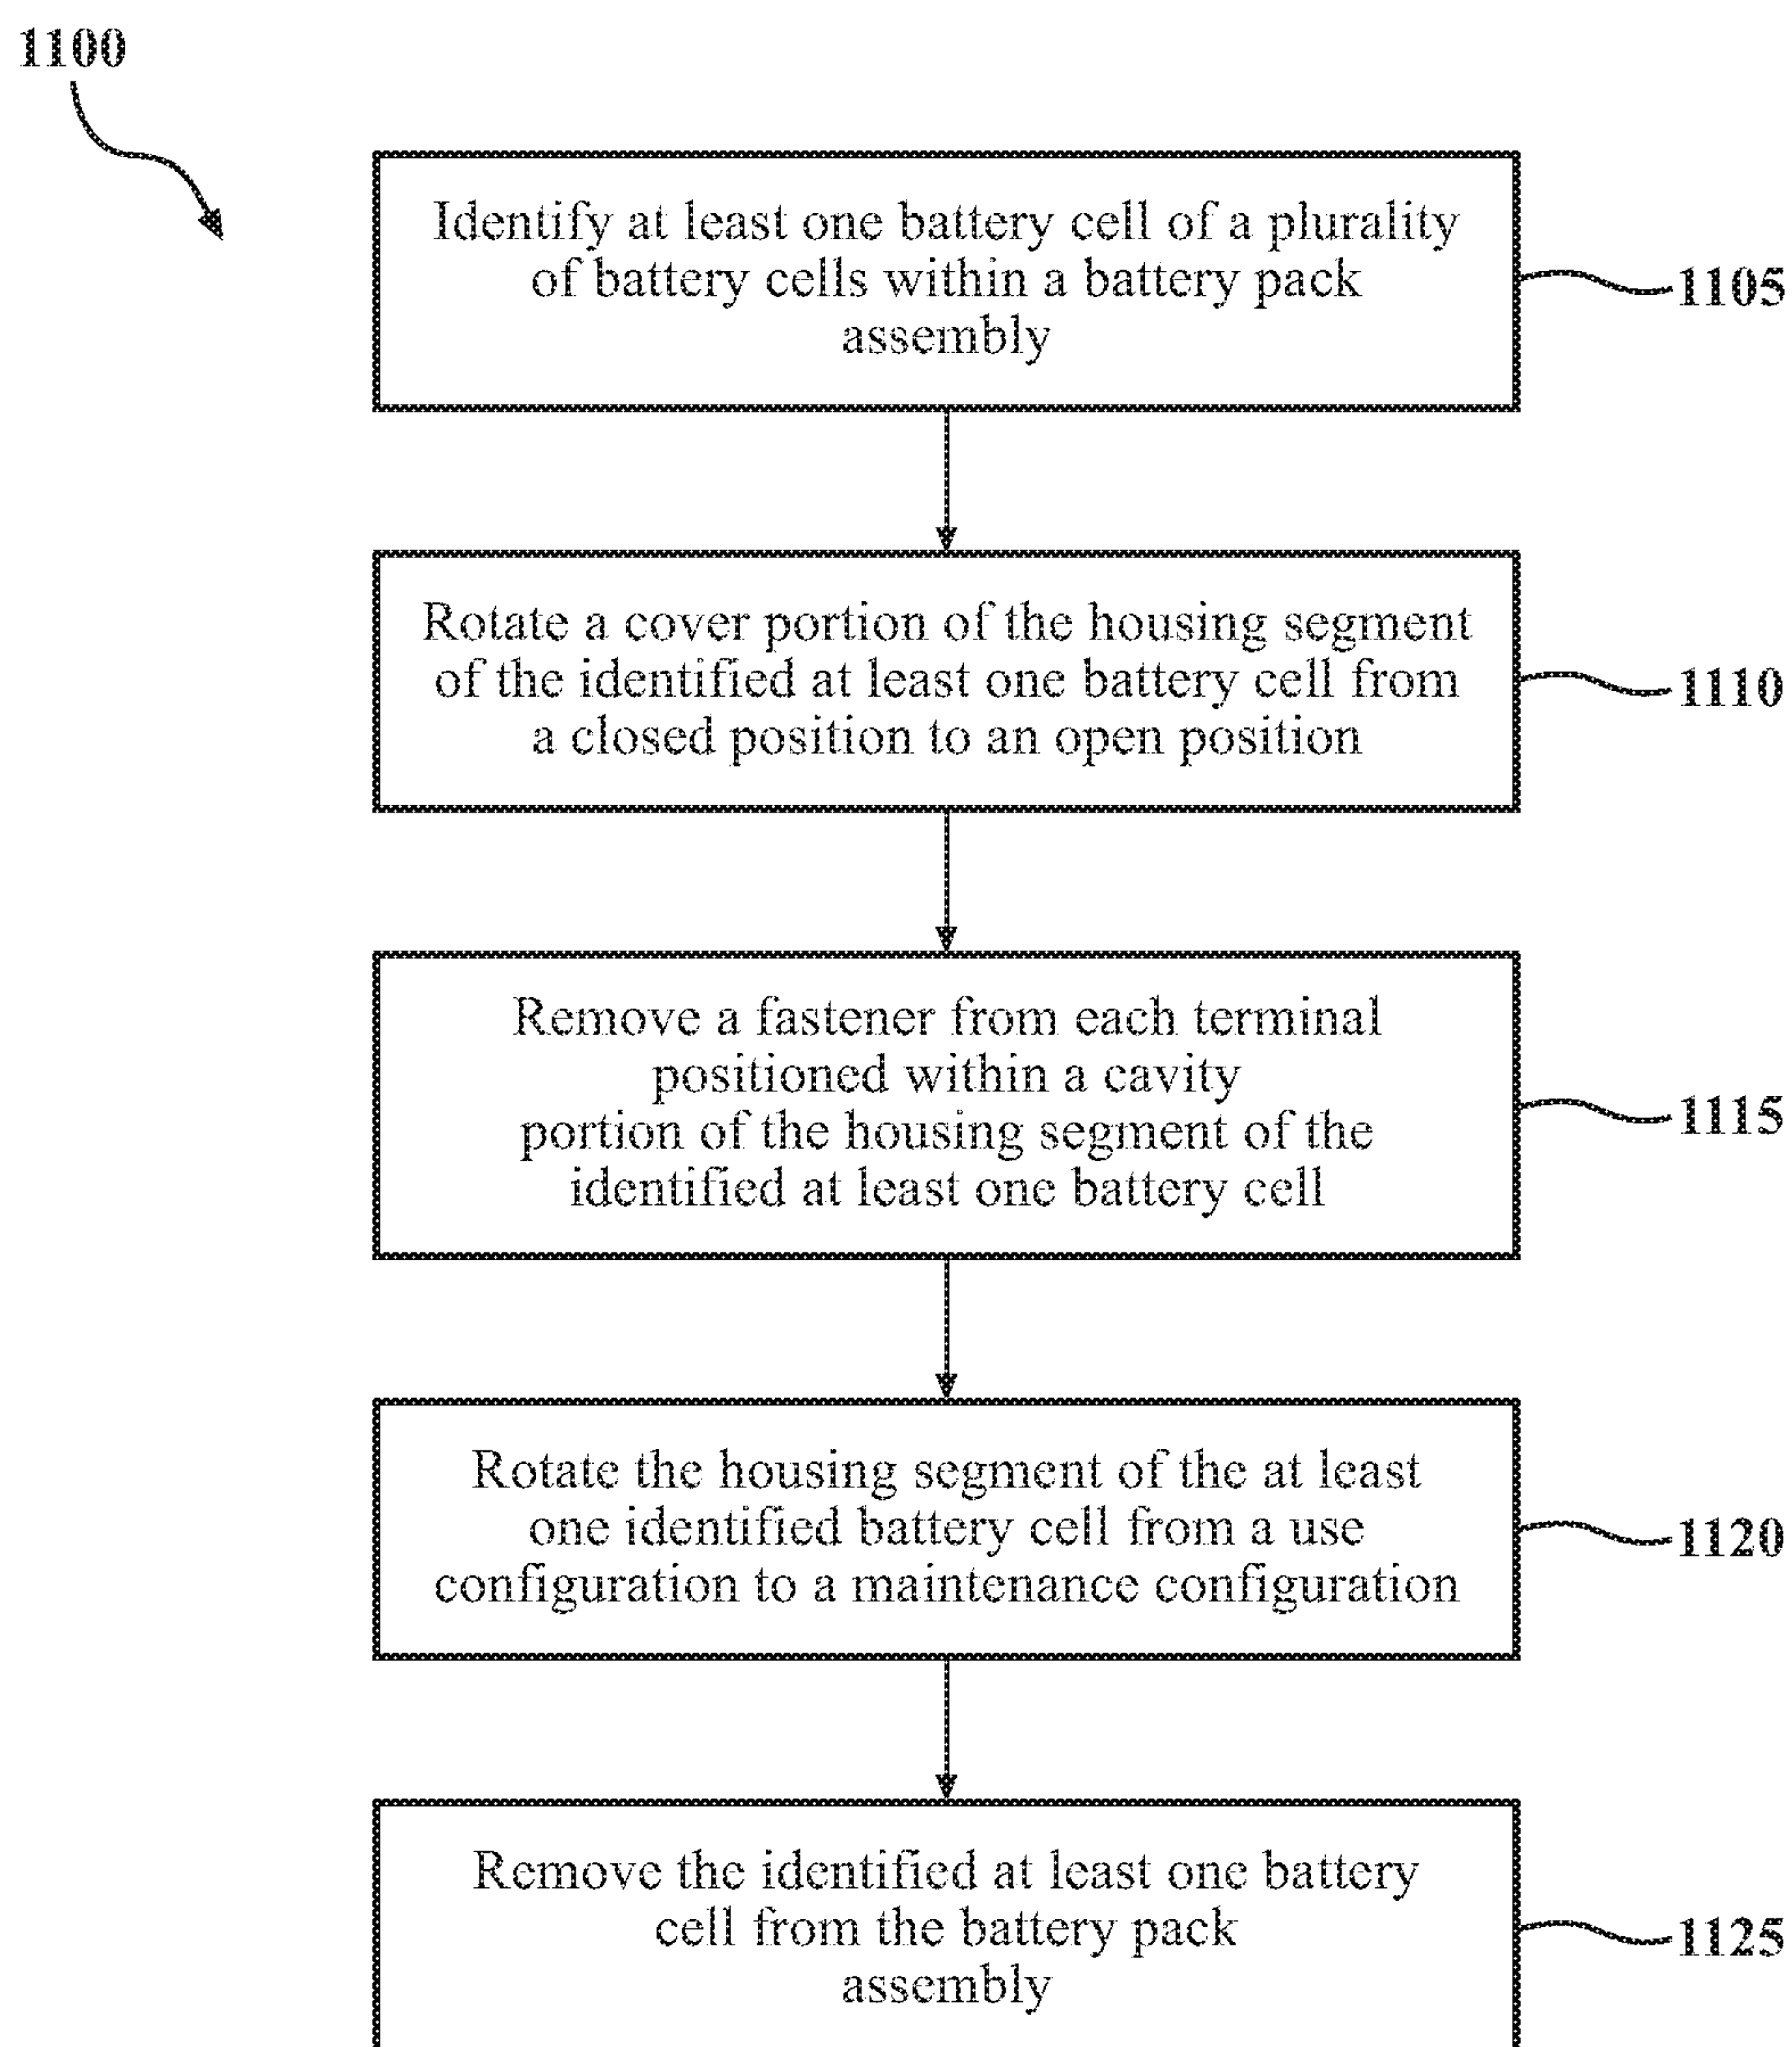 1100
Identify at least one battery cell of a plurality
of battery cells within a battery pack
assembly
1105
Rotate a cover portion of the housing segment
of the identified at least one battery cell from
a closed position to an open position
1110
Remove a fastener from each terminal
positioned within a cavity
portion of the housing segment of the
identified at least one battery cell
1115
Rotate the housing segment of the at least
one identified battery cell from a use
configuration to a maintenance configuration
1120
Remove the identified at least one battery
cell from the battery pack
assembly
1125